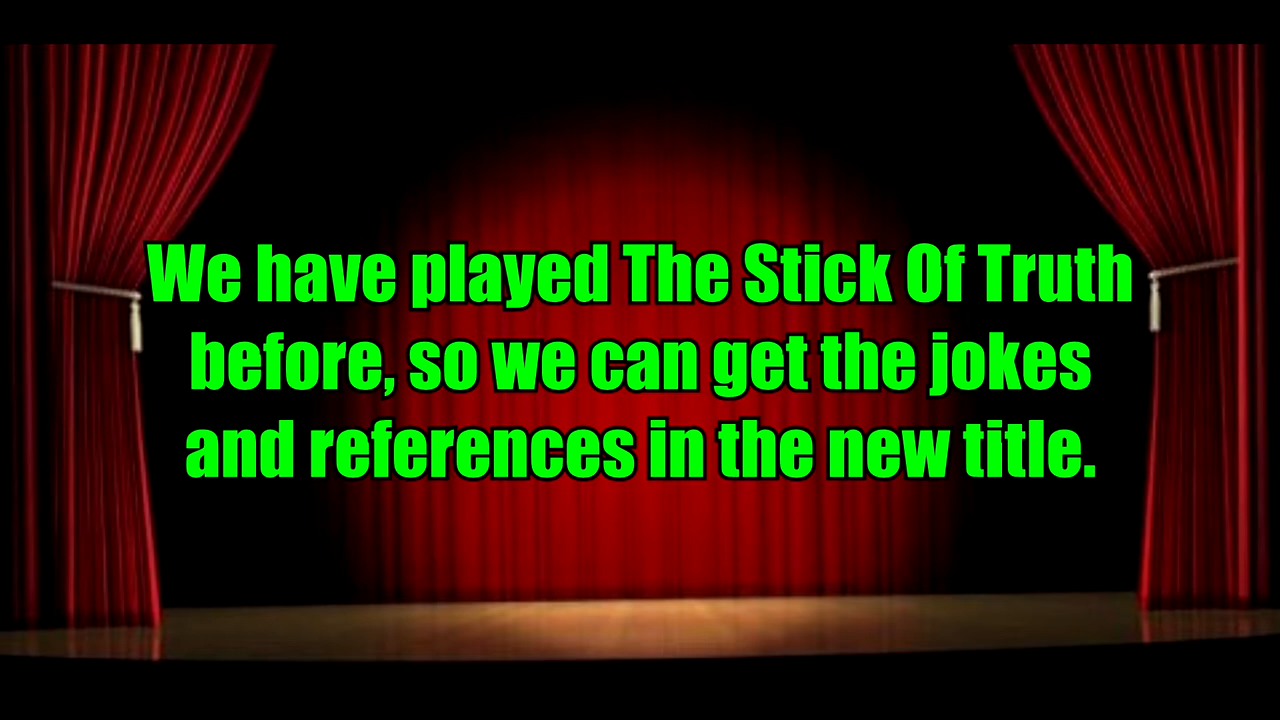 We have played The Stick Of Truth
before, so we can get the jokes
and references in the new title.